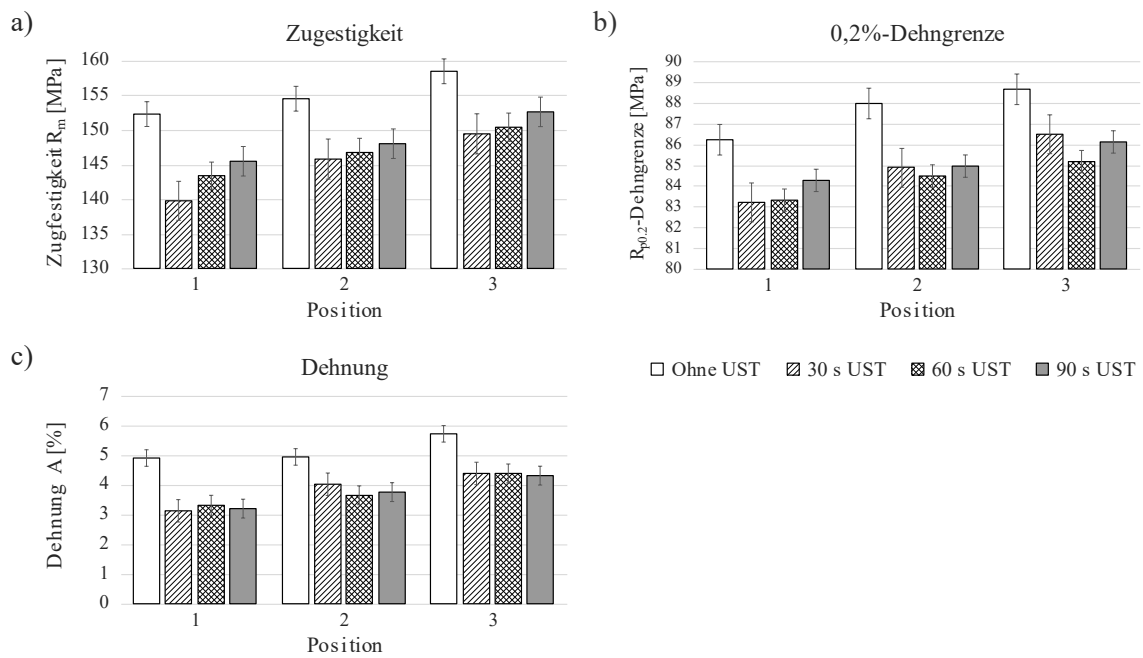 a)
Zugestigkeit
Zugfestigkeit Rm [MPa]
160
155
150
145
140
135
130
1 2 3
Position
b)
0,2%-Dehngrenze
Rp0.2-Dehngrenze [MPa]
90
89
88
87
86
85
84
83
82
81
80
1 2 3
Position
c)
Dehnung
Dehnung A [%]
7
6
5
4
3
2
1
0
1 2 3
Position
Ohne UST 30 s UST 60 s UST 90 s UST